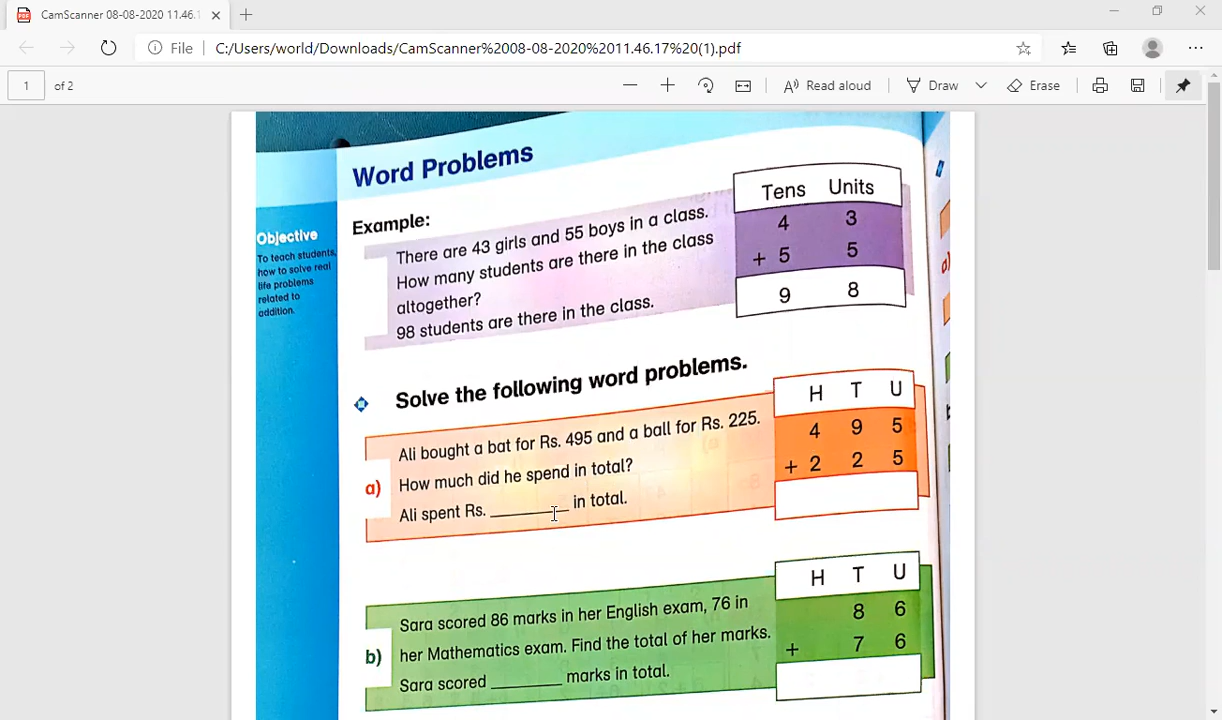 CamScanner 08-08-2020 11.46.1
File
C:/Users/world/Downloads/CamScanner%2008-08-2020%2011.46.17%20(1).pdf
1 of 2
Read aloud
Draw
Erase
Word Problems
Objective
To teach students,
how to solve real
life problems
related to
addition.
Example:
There are 43 girls and 55 boys in a class.
How many students are there in the class
altogether?
98 students are there in the class.
Tens Units
4 3
+ 5 5
9 8
Solve the following word problems.
a)
Ali bought a bat for Rs. 495 and a ball for Rs. 225.
How much did he spend in total?
Ali spent Rs. ________ in total.
H T U
4 9 5
+ 2 2 5
b)
Sara scored 86 marks in her English exam, 76 in
her Mathematics exam. Find the total of her marks.
Sara scored ________ marks in total.
H T U
8 6
+ 7 6